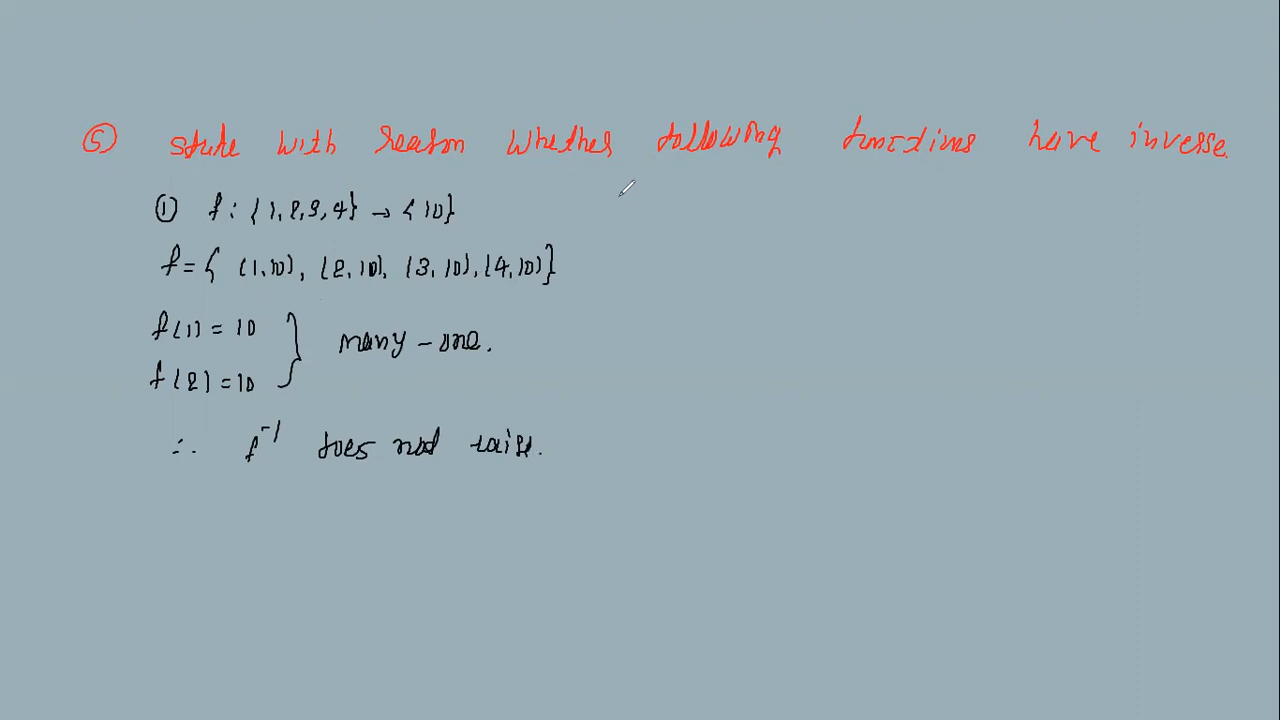 ⑤ state with reason whether following functions have inverse.
① f : {1,2,3,4} → {10}
f = { (1,10), (2,10), (3,10), (4,10) }
f(1) = 10
f(2) = 10
many - one.
∴ f⁻¹ does not